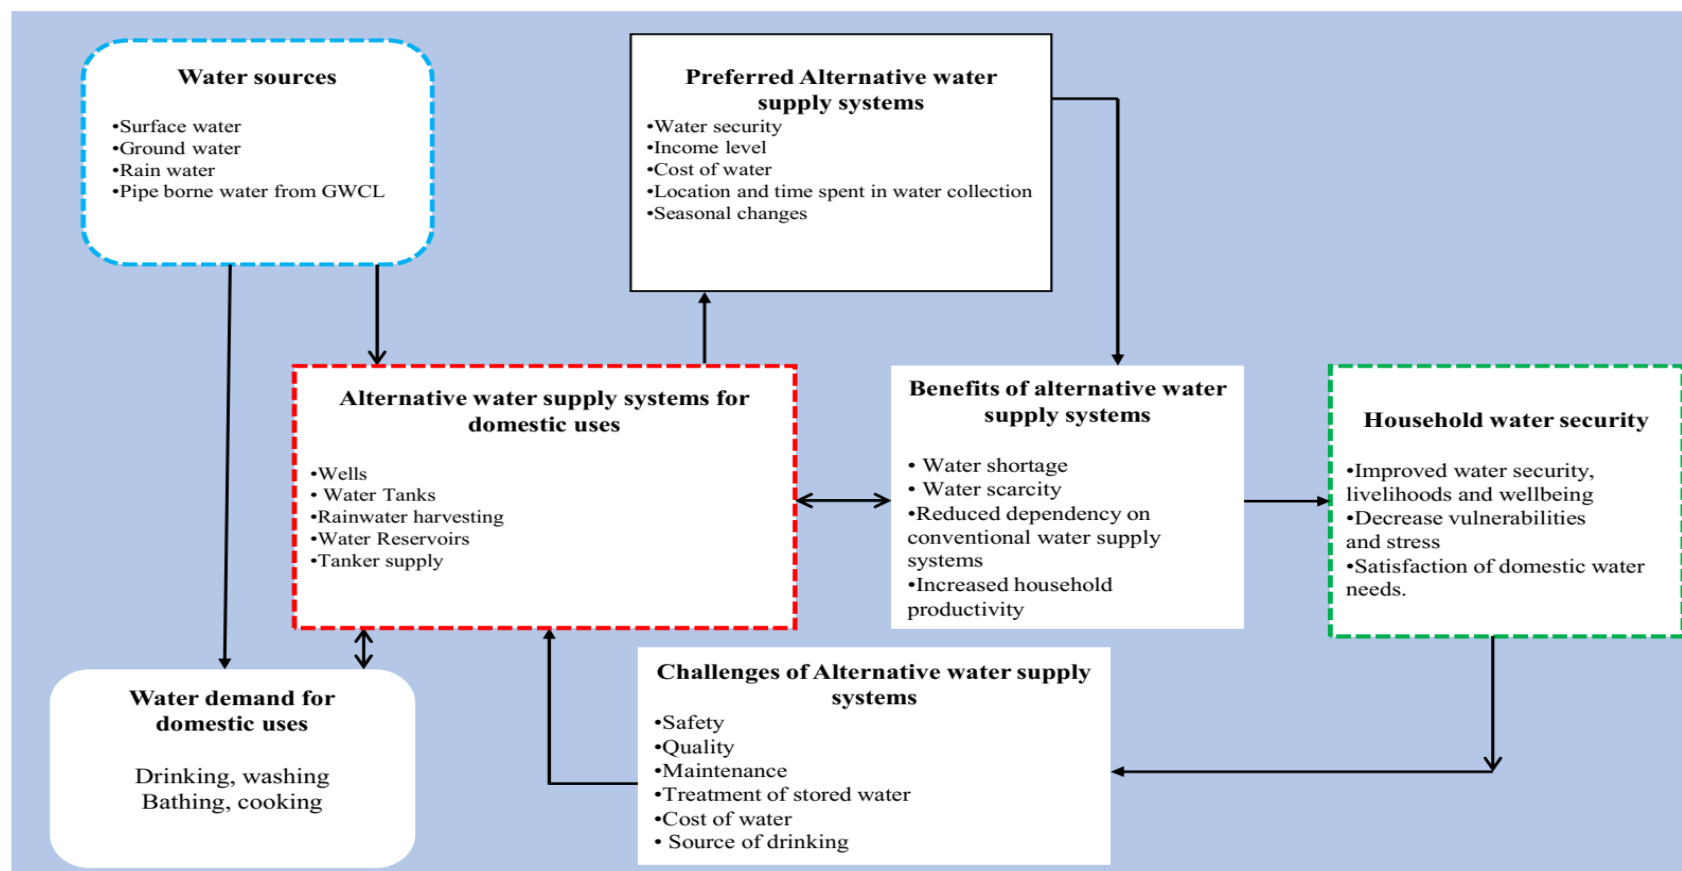 Water sources
•Surface water
•Ground water
•Rain water
•Pipe borne water from GWCL
Preferred Alternative water
supply systems
•Water security
•Income level
•Cost of water
•Location and time spent in water collection
•Seasonal changes
Alternative water supply systems for
domestic uses
•Wells
• Water Tanks
•Rainwater harvesting
•Water Reservoirs
•Tanker supply
Benefits of alternative water
supply systems
• Water shortage
• Water scarcity
•Reduced dependency on
conventional water supply
systems
•Increased household
productivity
Household water security
•Improved water security,
livelihoods and wellbeing
•Decrease vulnerabilities
and stress
•Satisfaction of domestic water
needs.
Water demand for
domestic uses
Drinking, washing
Bathing, cooking
Challenges of Alternative water supply
systems
•Safety
•Quality
•Maintenance
•Treatment of stored water
•Cost of water
• Source of drinking